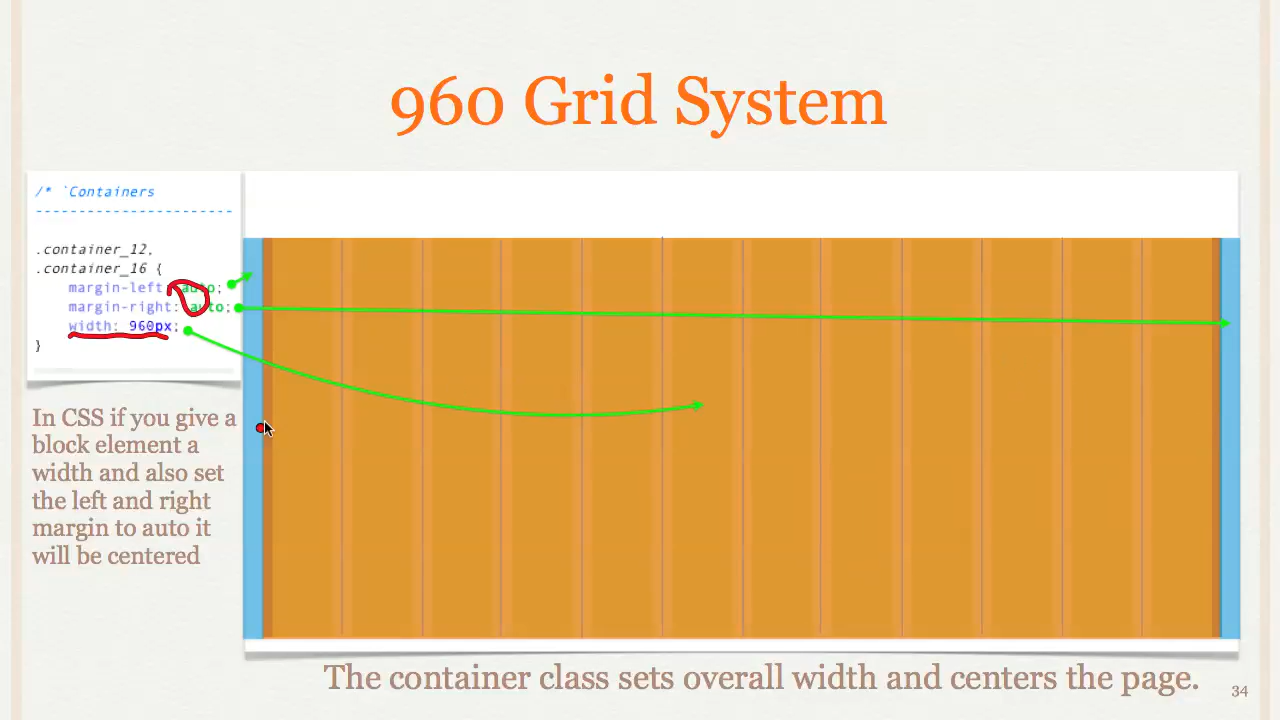 960 Grid System
/* `Containers
-----------------------
.container_12,
.container_16 {
margin-left: auto;
margin-right: auto;
width: 960px;
}
In CSS if you give a
block element a
width and also set
the left and right
margin to auto it
will be centered
The container class sets overall width and centers the page.
34